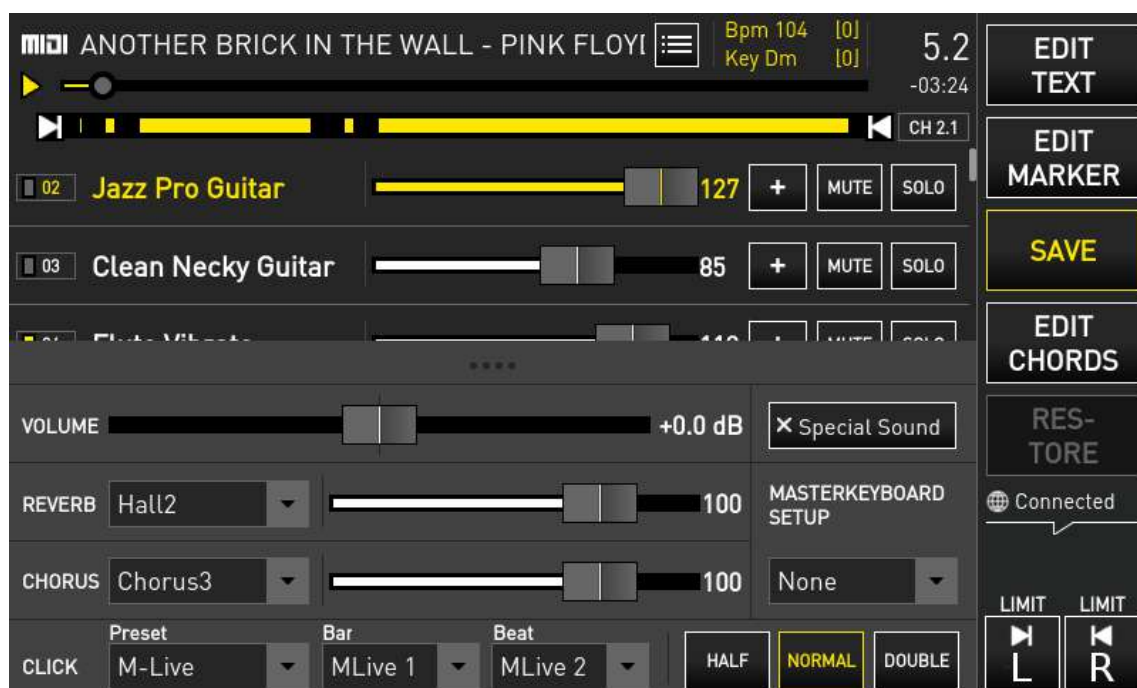 MIDI ANOTHER BRICK IN THE WALL - PINK FLOY
Bpm 104 [0]
Key Dm [0]
5.2
-03:24
CH 2.1
02 Jazz Pro Guitar 127 + MUTE SOLO
03 Clean Necky Guitar 85 + MUTE SOLO
VOLUME +0.0 dB × Special Sound
REVERB Hall2 100
MASTERKEYBOARD
SETUP
CHORUS Chorus3 100 None
Preset Bar Beat
CLICK M-Live MLive 1 MLive 2 HALF NORMAL DOUBLE
EDIT
TEXT
EDIT
MARKER
SAVE
EDIT
CHORDS
RES-
TORE
Connected
LIMIT LIMIT
L R